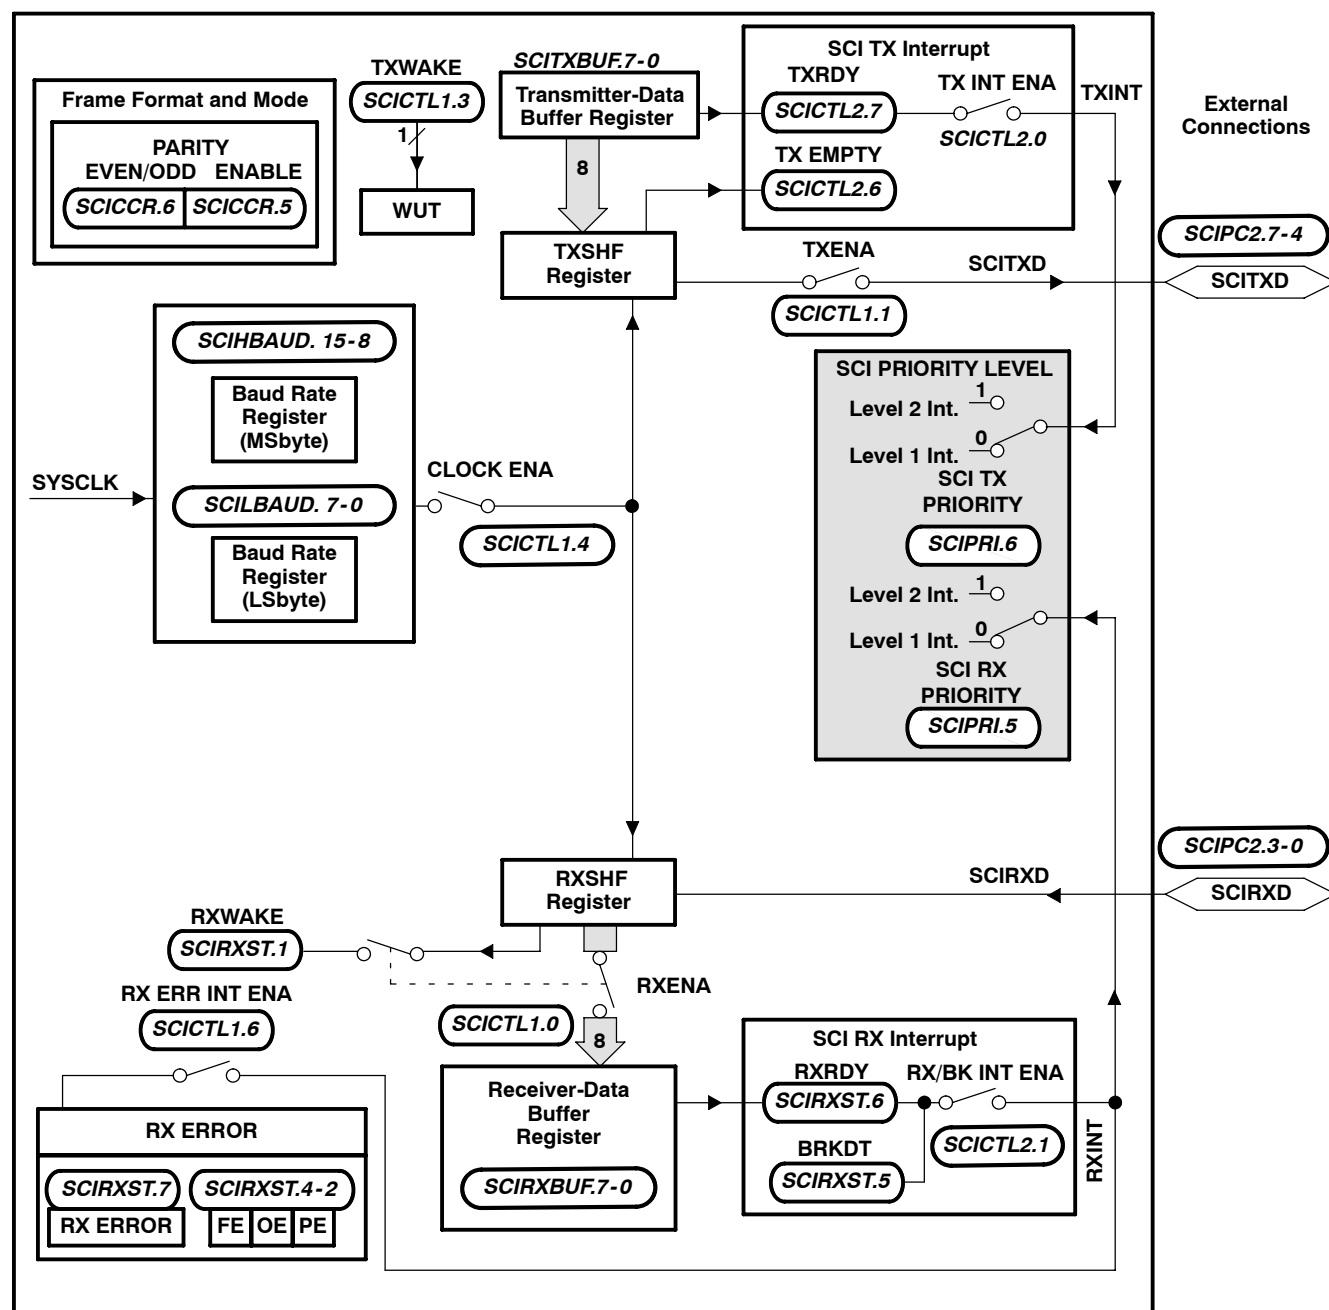 Frame Format and Mode
PARITY
EVEN/ODD ENABLE
SCICCR.6 SCICCR.5
TXWAKE
SCICTL1.3
1
WUT
SCITXBUF.7-0
Transmitter-Data
Buffer Register
8
TXSHF
Register
SCI TX Interrupt
TXRDY
SCICTL2.7
TX INT ENA
SCICTL2.0
TX EMPTY
SCICTL2.6
TXINT
External
Connections
TXENA
SCICTL1.1
SCITXD
SCIPC2.7-4
SCITXD
SYSCLK
SCIHBAUD. 15-8
Baud Rate
Register
(MSbyte)
SCILBAUD. 7-0
Baud Rate
Register
(LSbyte)
CLOCK ENA
SCICTL1.4
SCI PRIORITY LEVEL
Level 2 Int. 1
Level 1 Int. 0
SCI TX
PRIORITY
SCIPRI.6
Level 2 Int. 1
Level 1 Int. 0
SCI RX
PRIORITY
SCIPRI.5
RXSHF
Register
SCIRXD
SCIPC2.3-0
SCIRXD
RXWAKE
SCIRXST.1
RXENA
SCICTL1.0
8
RX ERR INT ENA
SCICTL1.6
RX ERROR
SCIRXST.7 SCIRXST.4-2
RX ERROR FE OE PE
Receiver-Data
Buffer
Register
SCIRXBUF.7-0
SCI RX Interrupt
RXRDY
SCIRXST.6
RX/BK INT ENA
SCICTL2.1
BRKDT
SCIRXST.5
RXINT